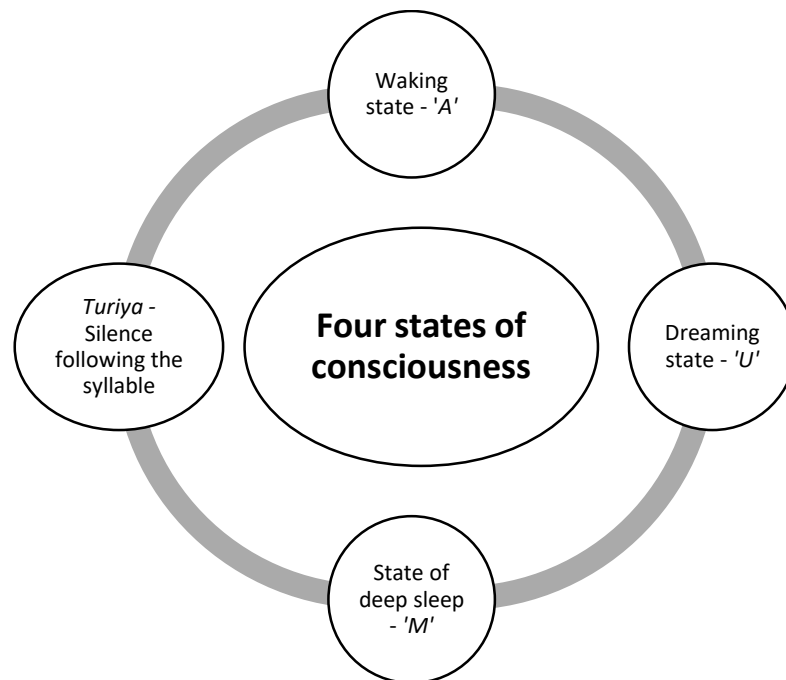 Waking
state - 'A'
Four states of
consciousness
Turiya -
Silence
following the
syllable
Dreaming
state - 'U'
State of
deep sleep
- 'M'